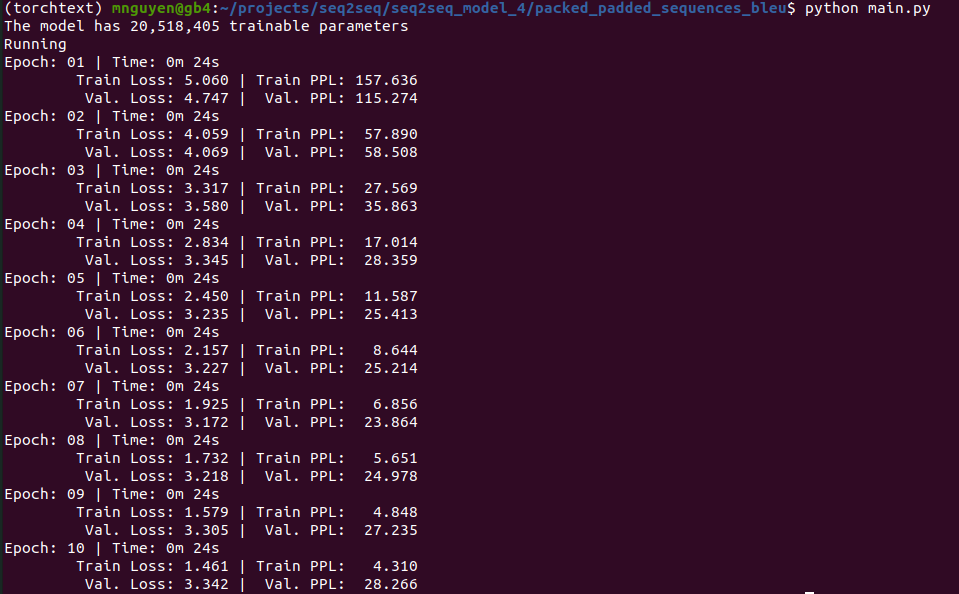 (torchtext) mnguyen@gb4:~/projects/seq2seq/seq2seq_model_4/packed_padded_sequences_bleu$ python main.py
The model has 20,518,405 trainable parameters
Running
Epoch: 01 | Time: 0m 24s
        Train Loss: 5.060 | Train PPL: 157.636
         Val. Loss: 4.747 |  Val. PPL: 115.274
Epoch: 02 | Time: 0m 24s
        Train Loss: 4.059 | Train PPL:  57.890
         Val. Loss: 4.069 |  Val. PPL:  58.508
Epoch: 03 | Time: 0m 24s
        Train Loss: 3.317 | Train PPL:  27.569
         Val. Loss: 3.580 |  Val. PPL:  35.863
Epoch: 04 | Time: 0m 24s
        Train Loss: 2.834 | Train PPL:  17.014
         Val. Loss: 3.345 |  Val. PPL:  28.359
Epoch: 05 | Time: 0m 24s
        Train Loss: 2.450 | Train PPL:  11.587
         Val. Loss: 3.235 |  Val. PPL:  25.413
Epoch: 06 | Time: 0m 24s
        Train Loss: 2.157 | Train PPL:   8.644
         Val. Loss: 3.227 |  Val. PPL:  25.214
Epoch: 07 | Time: 0m 24s
        Train Loss: 1.925 | Train PPL:   6.856
         Val. Loss: 3.172 |  Val. PPL:  23.864
Epoch: 08 | Time: 0m 24s
        Train Loss: 1.732 | Train PPL:   5.651
         Val. Loss: 3.218 |  Val. PPL:  24.978
Epoch: 09 | Time: 0m 24s
        Train Loss: 1.579 | Train PPL:   4.848
         Val. Loss: 3.305 |  Val. PPL:  27.235
Epoch: 10 | Time: 0m 24s
        Train Loss: 1.461 | Train PPL:   4.310
         Val. Loss: 3.342 |  Val. PPL:  28.266